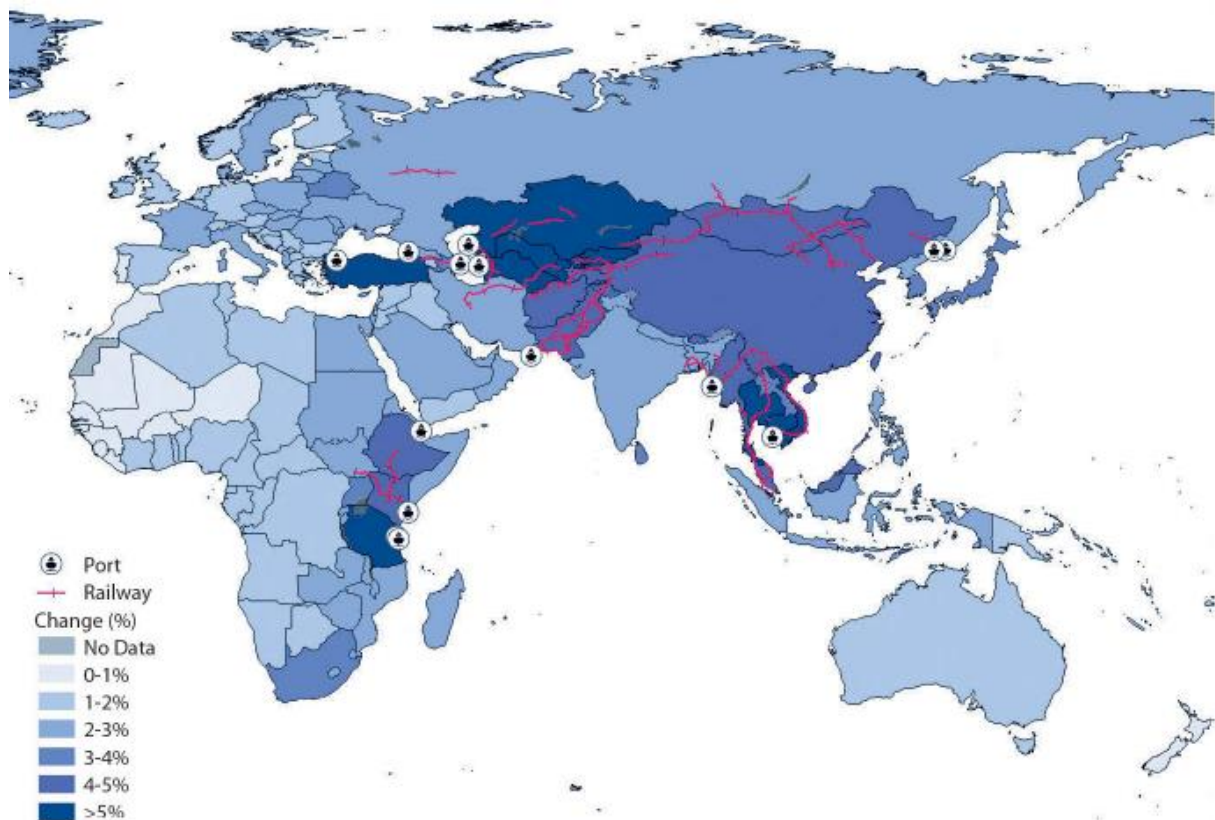 Port
Railway
Change (%)
No Data
0-1%
1-2%
2-3%
3-4%
4-5%
>5%